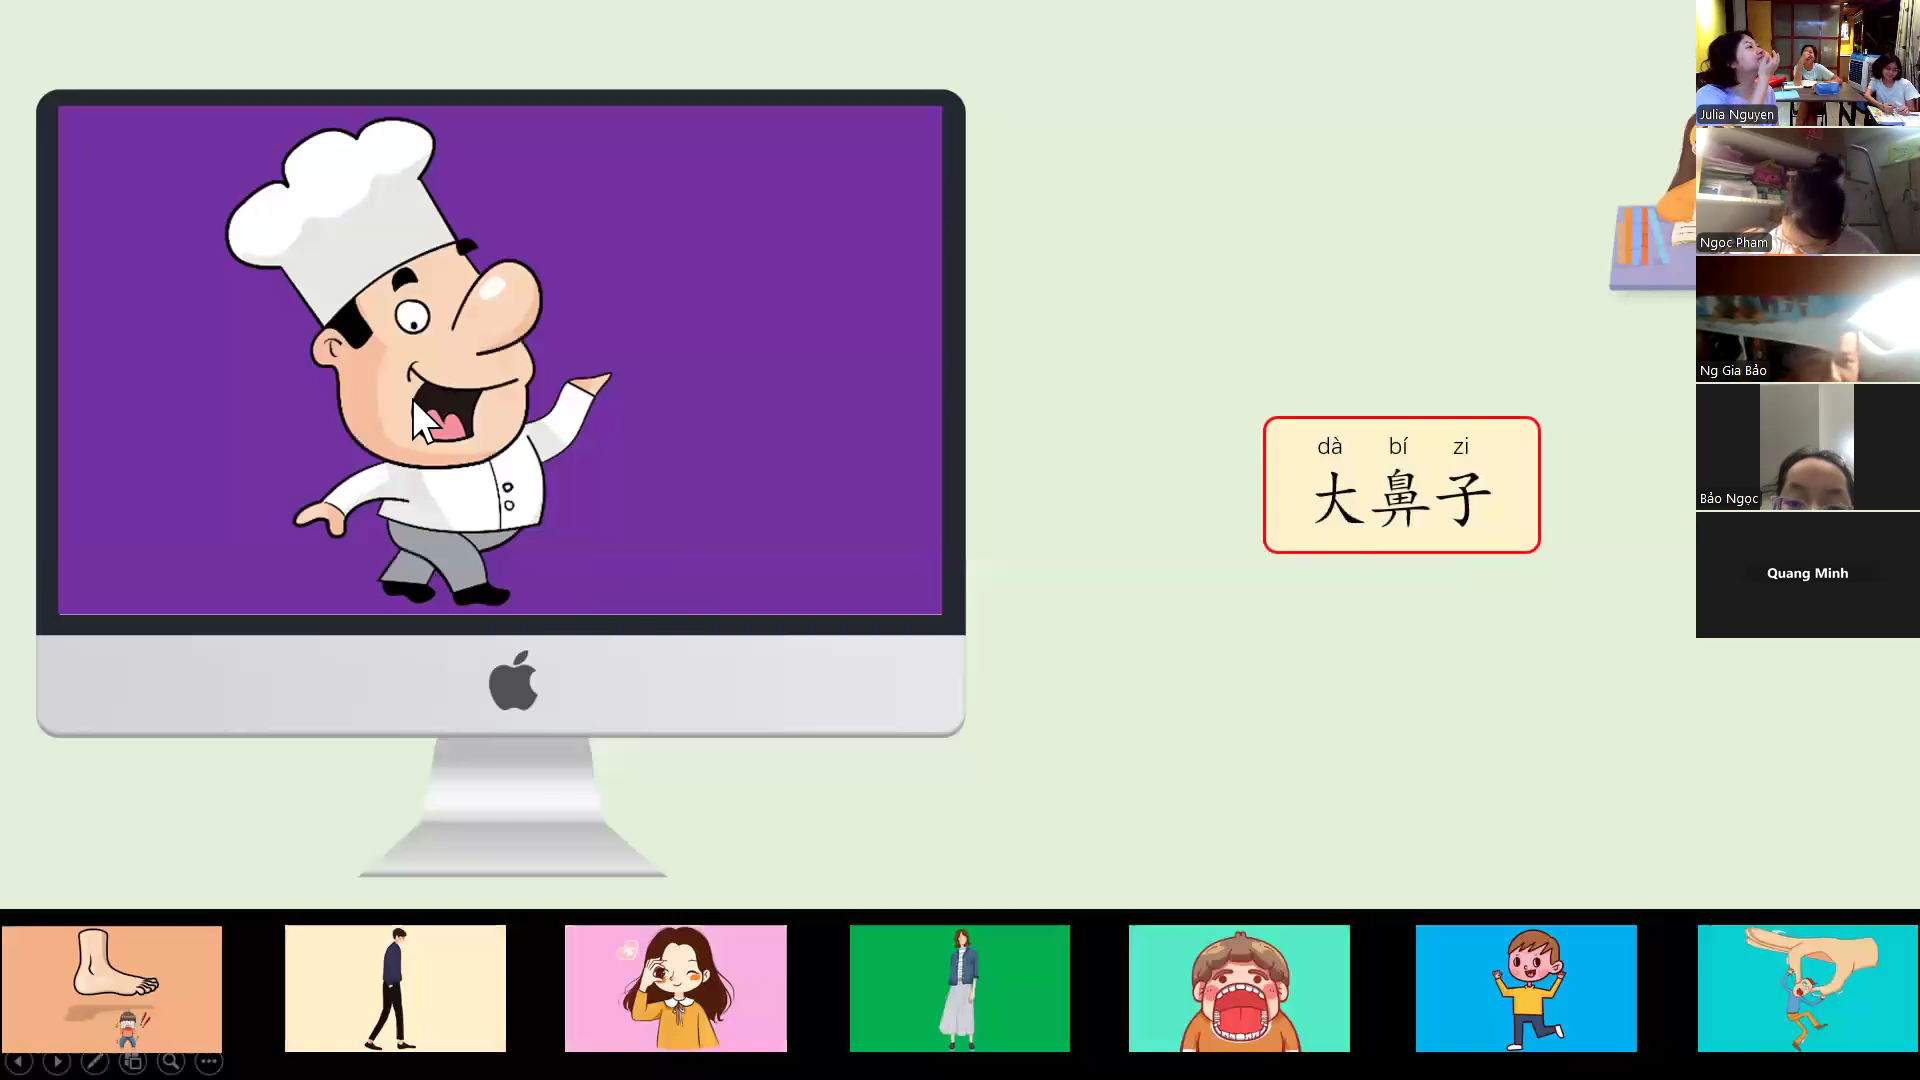 dà bí zi
大鼻子
Julia Nguyen
Ngoc Pham
Ng Gia Bảo
Bảo Ngọc
Quang Minh